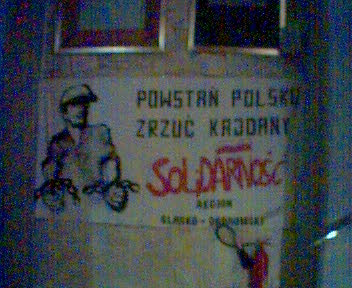 POWSTAŃ POLSKO
ZRZUĆ KAJDANY
SOLIDARNOŚĆ
REGION
ŚLĄSKO-DĄBROWSKI